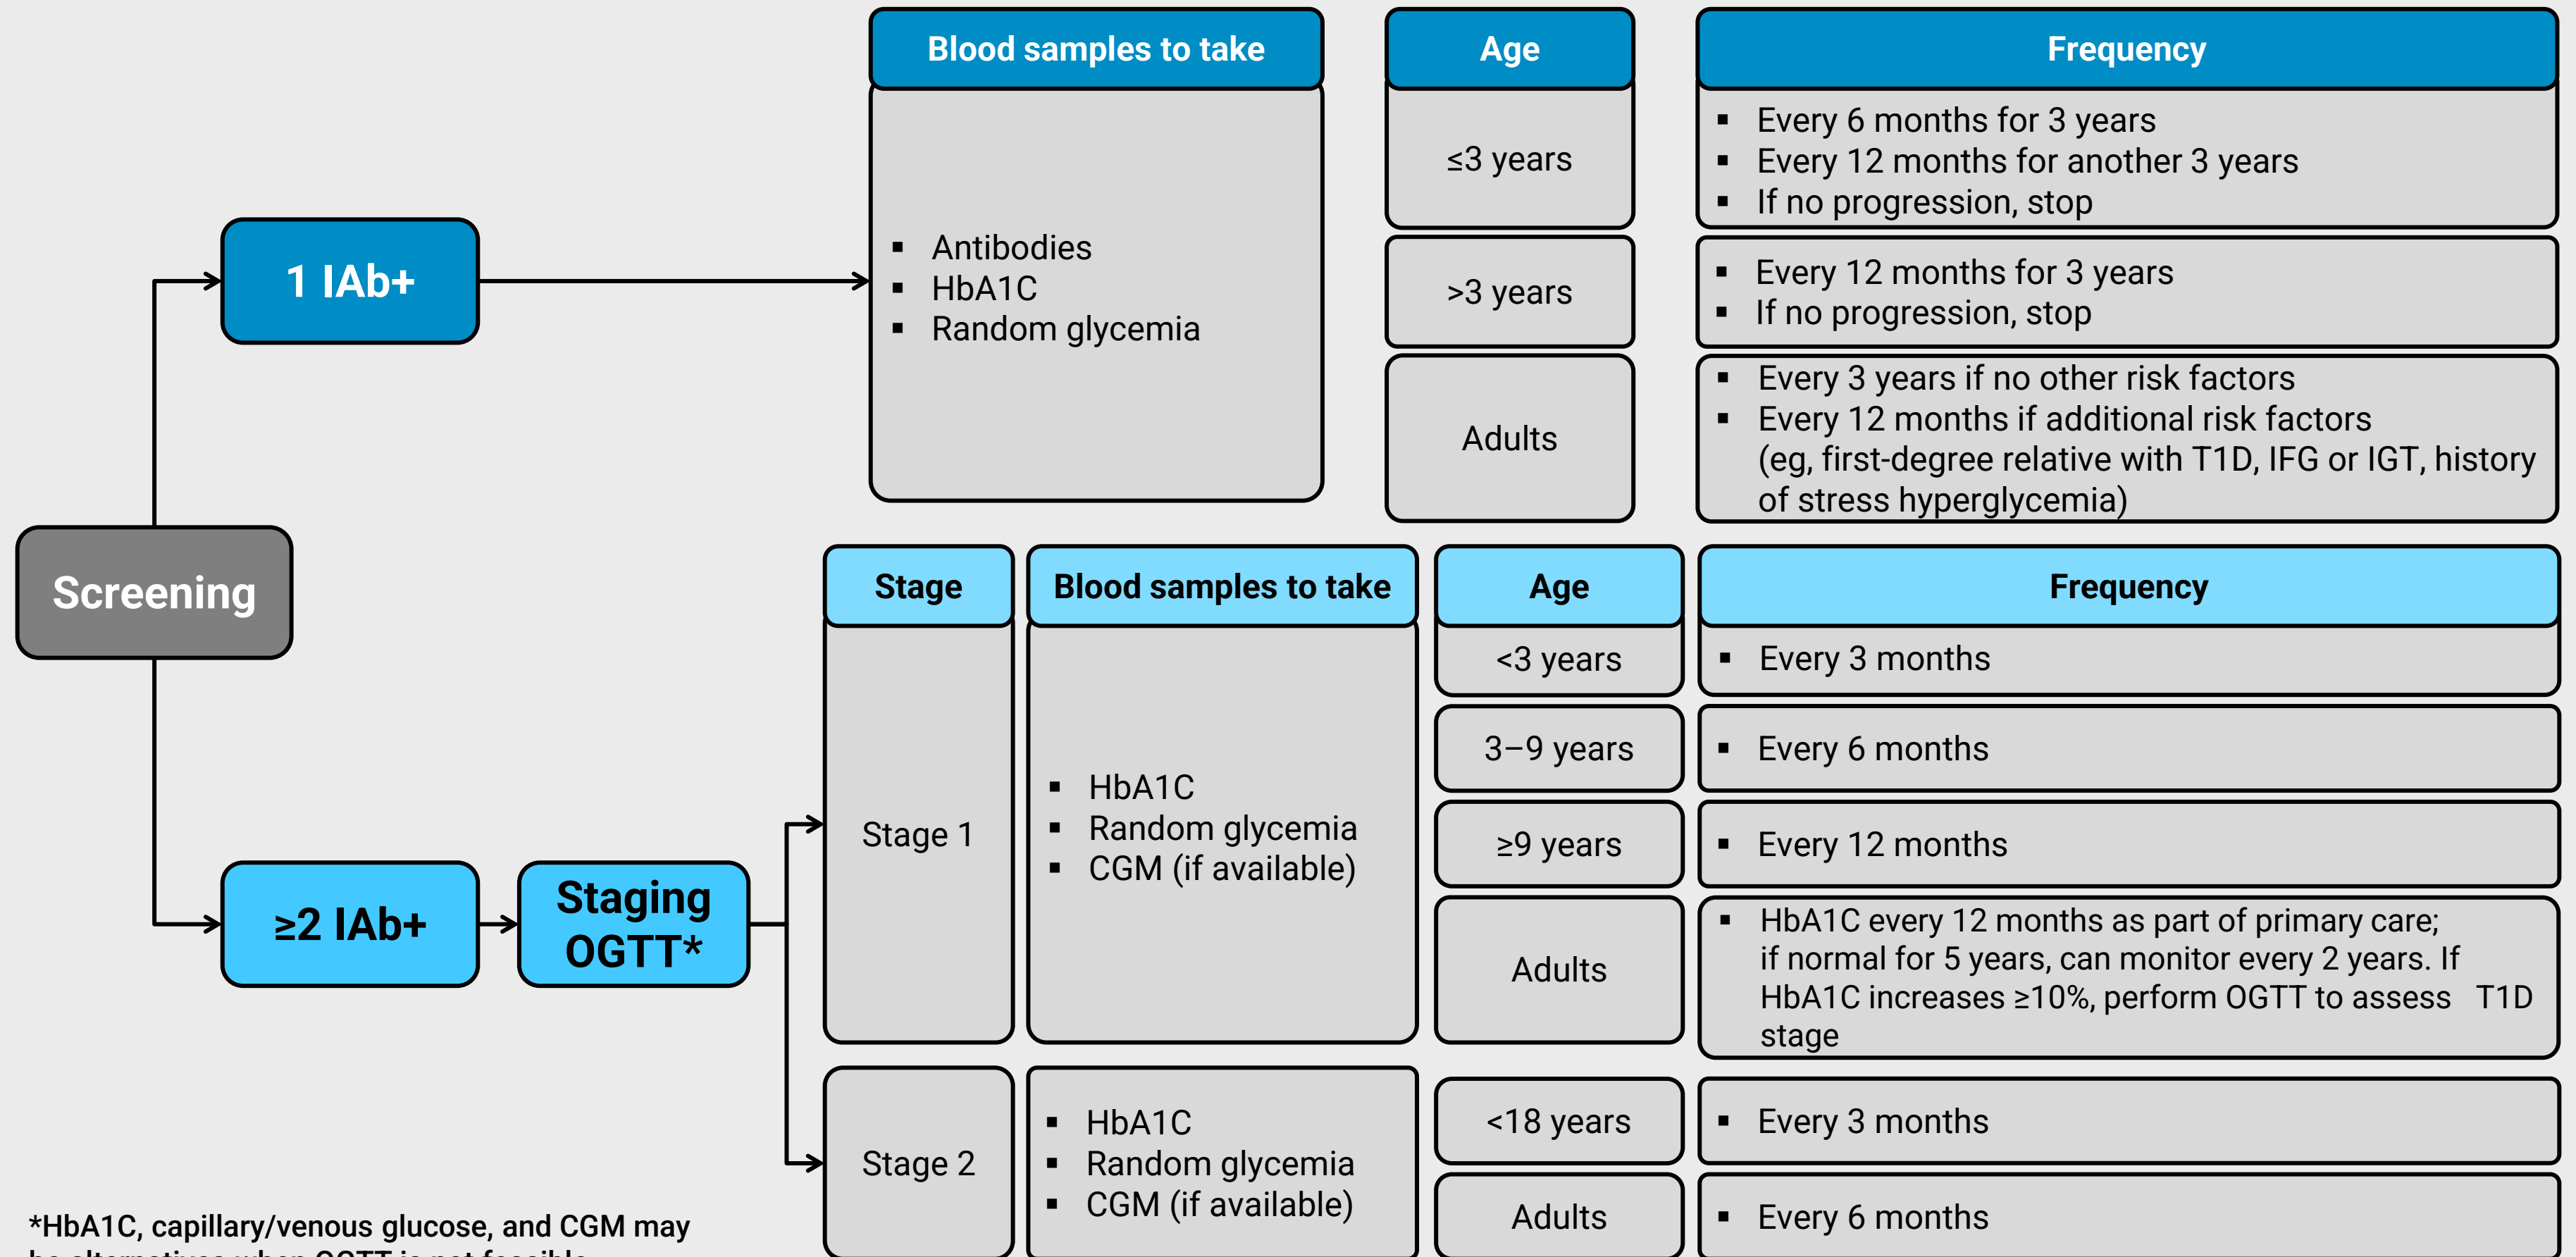 Blood samples to take
Age
Frequency
1 IAb+
▪ Antibodies
▪ HbA1C
▪ Random glycemia
≤3 years
▪ Every 6 months for 3 years
▪ Every 12 months for another 3 years
▪ If no progression, stop
>3 years
▪ Every 12 months for 3 years
▪ If no progression, stop
Adults
▪ Every 3 years if no other risk factors
▪ Every 12 months if additional risk factors
(eg, first-degree relative with T1D, IFG or IGT, history
of stress hyperglycemia)
Screening
≥2 IAb+
Staging
OGTT*
Stage
Blood samples to take
Age
Frequency
Stage 1
▪ HbA1C
▪ Random glycemia
▪ CGM (if available)
<3 years
▪ Every 3 months
3–9 years
▪ Every 6 months
≥9 years
▪ Every 12 months
Adults
▪ HbA1C every 12 months as part of primary care;
if normal for 5 years, can monitor every 2 years. If
HbA1C increases ≥10%, perform OGTT to assess T1D
stage
Stage 2
▪ HbA1C
▪ Random glycemia
▪ CGM (if available)
<18 years
▪ Every 3 months
Adults
▪ Every 6 months
*HbA1C, capillary/venous glucose, and CGM may
be alternatives when OGTT is not feasible